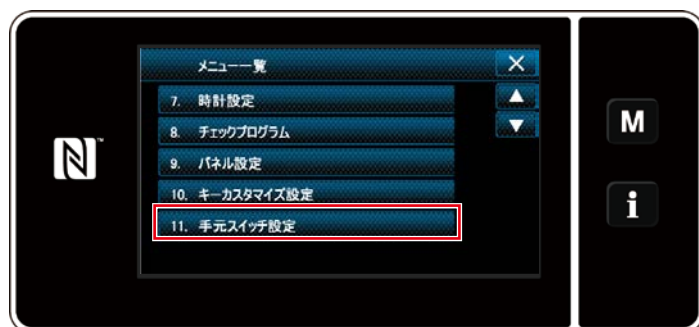 メニュー一覧
7. 時計設定
8. チェックプログラム
9. パネル設定
10. キーカスタマイズ設定
11. 手元スイッチ設定
M
i